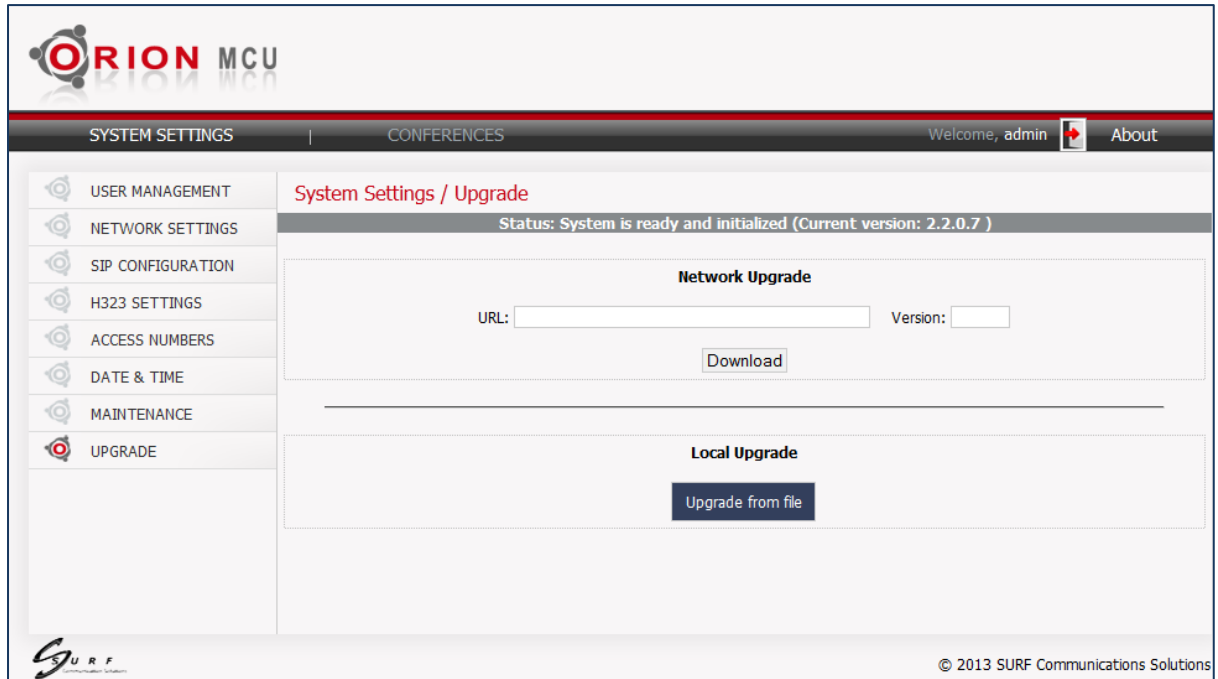 ORION MCU
SYSTEM SETTINGS | CONFERENCES Welcome, admin About
USER MANAGEMENT
NETWORK SETTINGS
SIP CONFIGURATION
H323 SETTINGS
ACCESS NUMBERS
DATE & TIME
MAINTENANCE
UPGRADE
System Settings / Upgrade
Status: System is ready and initialized (Current version: 2.2.0.7 )
Network Upgrade
URL: Version:
Download
Local Upgrade
Upgrade from file
SURF
© 2013 SURF Communications Solutions